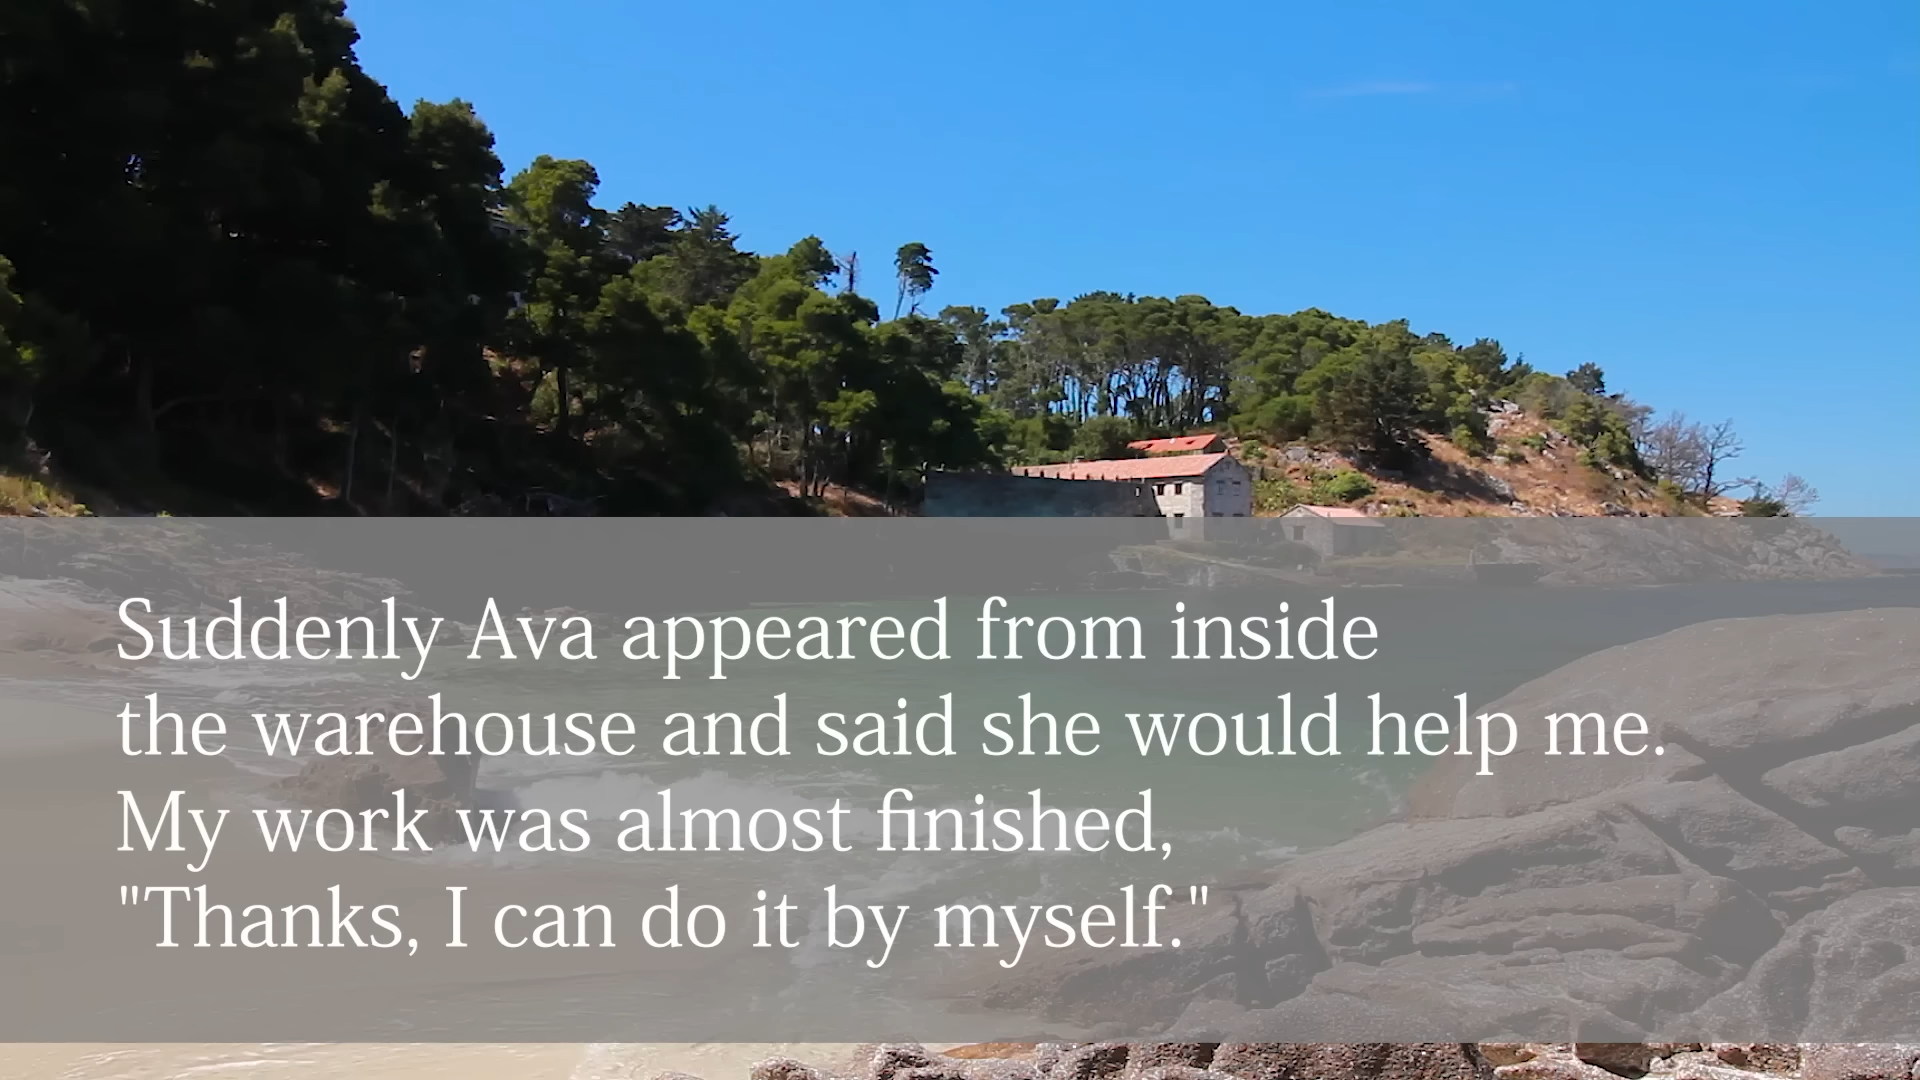 Suddenly Ava appeared from inside
the warehouse and said she would help me.
My work was almost finished,
"Thanks, I can do it by myself."